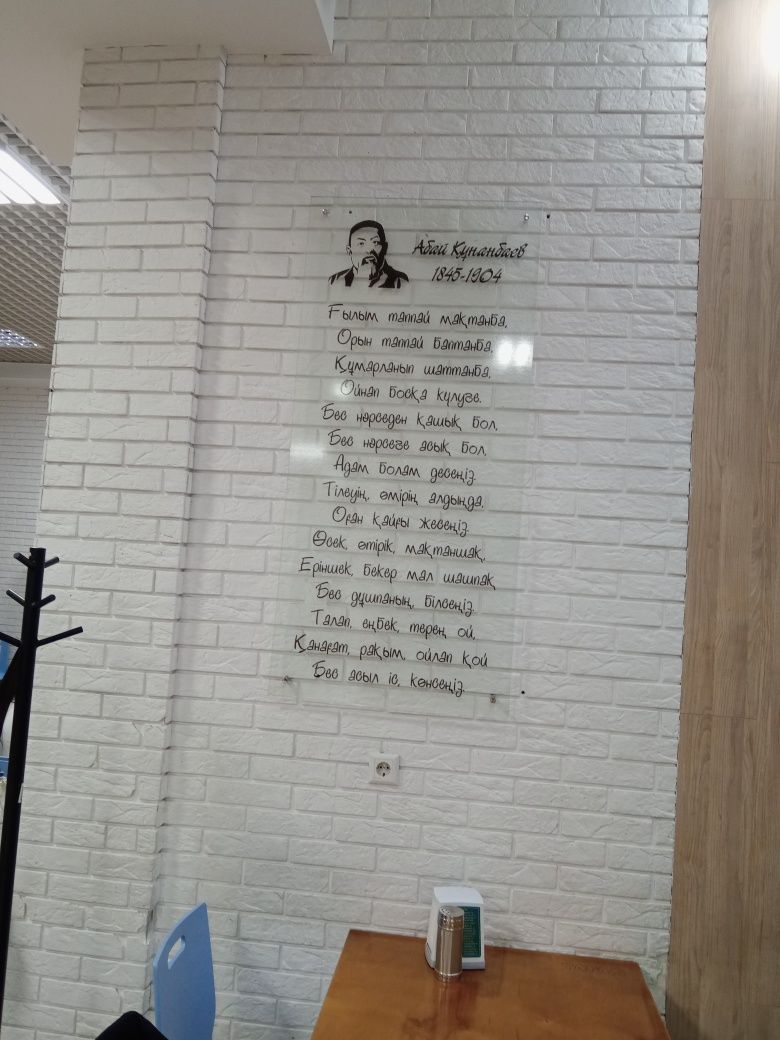 Абай Құнанбаев
1845-1904
Ғылым таппай мақтанба,
Орын таппай баптанба,
Құмарланып шаттанба,
Ойнап босқа күлуге.
Бес нәрседен қашық бол,
Бес нәрсеге асық бол,
Адам болам десеңіз.
Тілеуің, өмірің алдыңда,
Оған қайғы жесеңіз.
Өсек, өтірік, мақтаншақ,
Еріншек, бекер мал шашпақ
Бес дұшпаның, білсеңіз.
Талап, еңбек, терең ой,
Қанағат, рақым, ойлап қой
Бес асыл іс, көнсеңіз.